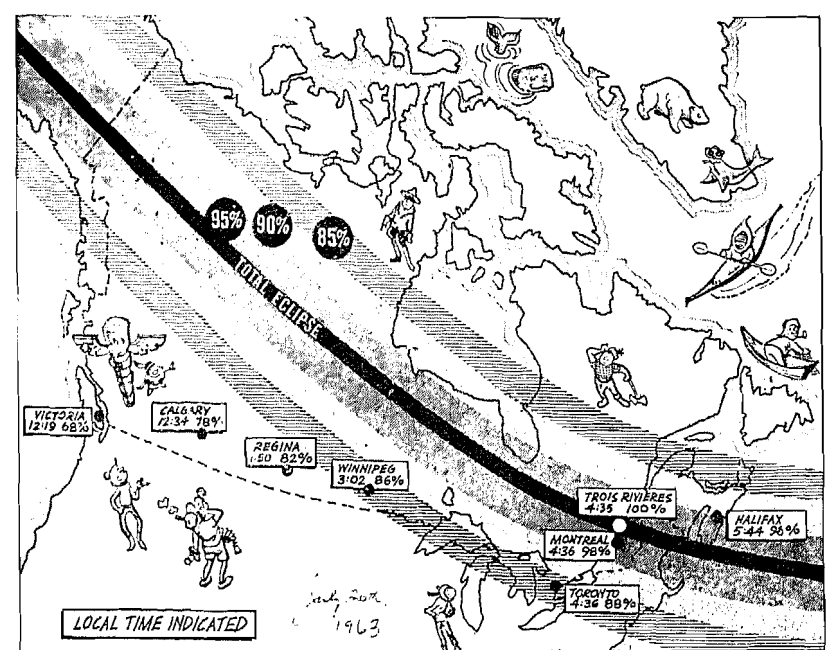 95% 90% 85%
TOTAL ECLIPSE
VICTORIA
12:19 68%
CALGARY
12:34 78%
REGINA
1:50 82%
WINNIPEG
3:02 86%
TROIS RIVIERES
4:35 100%
MONTREAL
4:36 98%
HALIFAX
5:44 96%
TORONTO
4:36 88%
LOCAL TIME INDICATED
1963